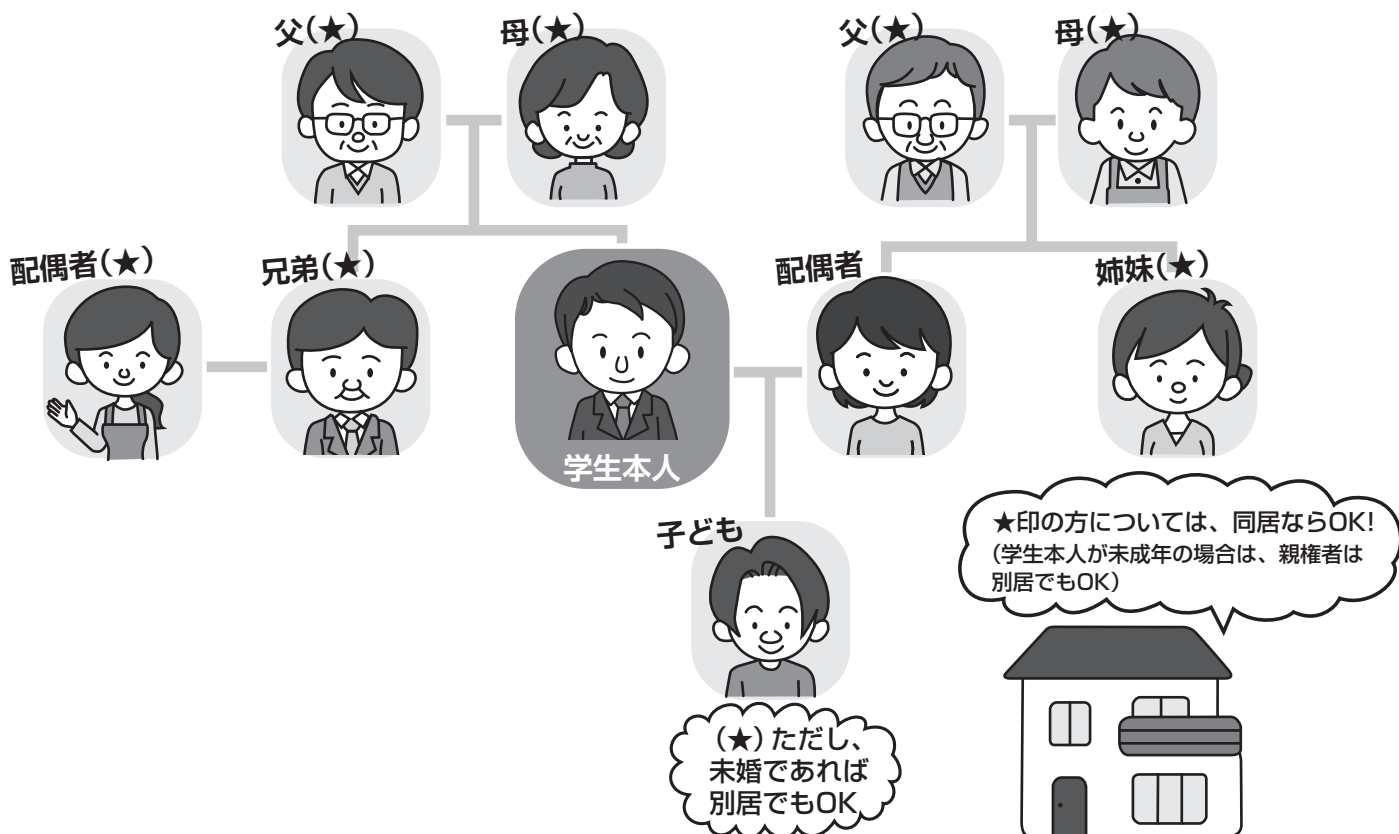 父(★)
母(★)
父(★)
母(★)
配偶者(★)
兄弟(★)
学生本人
配偶者
姉妹(★)
子ども
(★)ただし、
未婚であれば
別居でもOK
★印の方については、同居ならOK!
(学生本人が未成年の場合は、親権者は
別居でもOK)